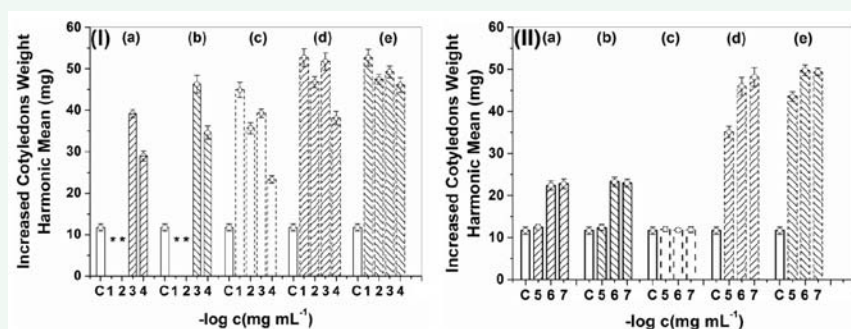 (I)
(a) (b) (c) (d) (e)
Increased Cotyledons Weight
Harmonic Mean (mg)
60
50
40
30
20
10
0
* *
* *
C 1 2 3 4 C 1 2 3 4 C 1 2 3 4 C 1 2 3 4 C 1 2 3 4
-log c(mg mL⁻¹)
(II)
(a) (b) (c) (d) (e)
Increased Cotyledons Weight
Harmonic Mean (mg)
60
50
40
30
20
10
0
C 5 6 7 C 5 6 7 C 5 6 7 C 5 6 7 C 5 6 7
-log c(mg mL⁻¹)